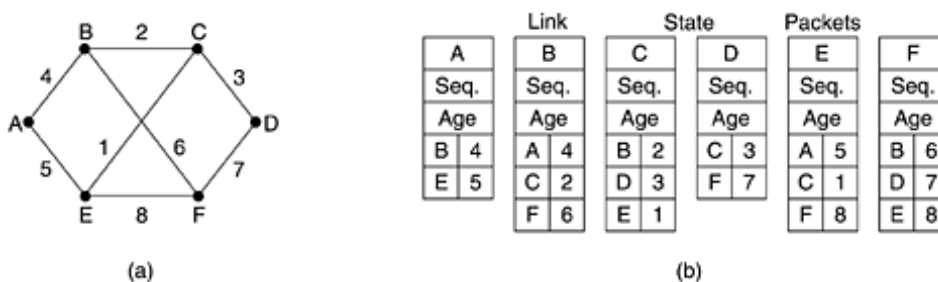 B 2 C
4 3
A 1 6 D
5 7
E 8 F
(a)
Link State Packets
A B C D E F
Seq. Seq. Seq. Seq. Seq. Seq.
Age Age Age Age Age Age
B 4 A 4 B 2 C 3 A 5 B 6
E 5 C 2 D 3 F 7 C 1 D 7
F 6 E 1 F 8 E 8
(b)